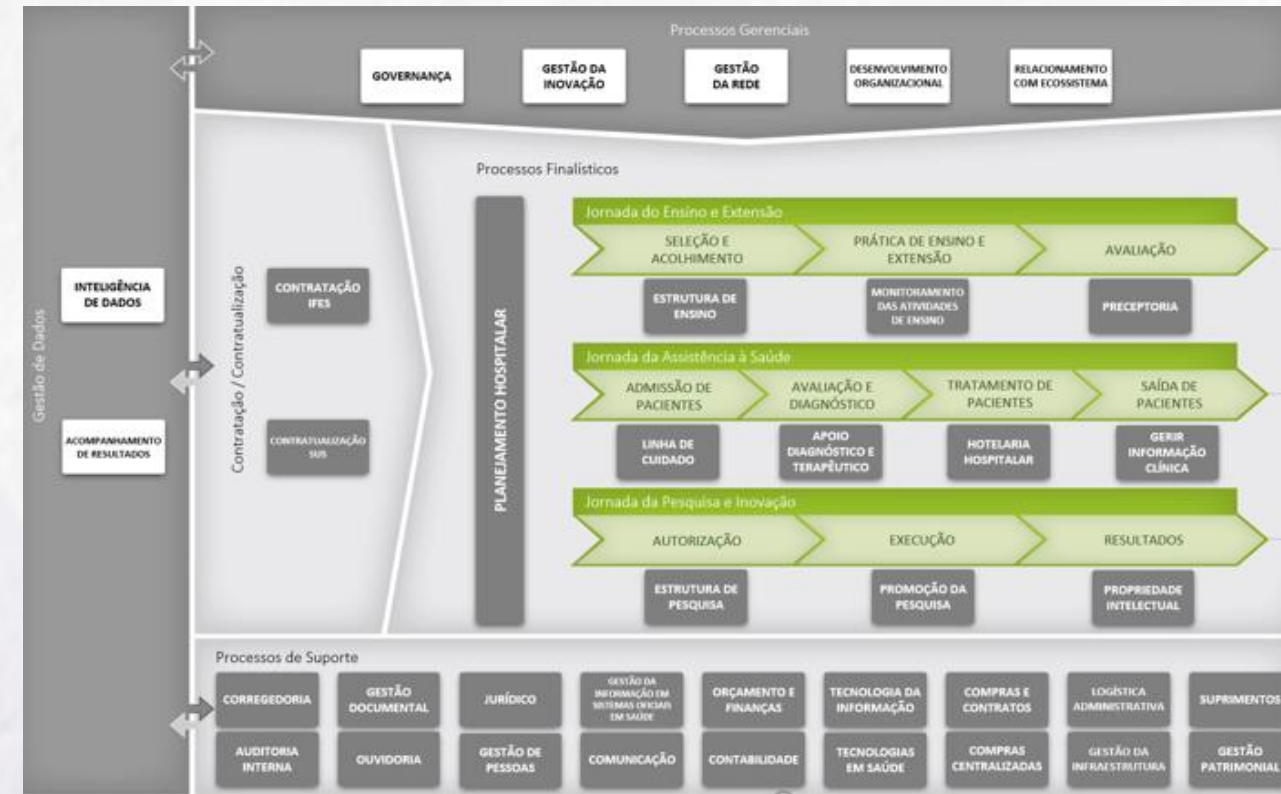 Processos Gerenciais
GOVERNANÇA
GESTÃO DA
INOVAÇÃO
GESTÃO
DA REDE
DESENVOLVIMENTO
ORGANIZACIONAL
RELACIONAMENTO
COM ECOSSISTEMA
Gestão de Dados
INTELIGÊNCIA
DE DADOS
ACOMPANHAMENTO
DE RESULTADOS
Contratação / Contratualização
CONTRATAÇÃO
IFES
CONTRATUALIZAÇÃO
SUS
Processos Finalísticos
PLANEJAMENTO HOSPITALAR
Jornada do Ensino e Extensão
SELEÇÃO E
ACOLHIMENTO
PRÁTICA DE ENSINO E
EXTENSÃO
AVALIAÇÃO
ESTRUTURA DE
ENSINO
MONITORAMENTO
DAS ATIVIDADES
DE ENSINO
PRECEPTORIA
Jornada da Assistência à Saúde
ADMISSÃO DE
PACIENTES
AVALIAÇÃO E
DIAGNÓSTICO
TRATAMENTO DE
PACIENTES
SAÍDA DE
PACIENTES
LINHA DE
CUIDADO
APOIO
DIAGNÓSTICO E
TERAPÊUTICO
HOTELARIA
HOSPITALAR
GERIR
INFORMAÇÃO
CLÍNICA
Jornada da Pesquisa e Inovação
AUTORIZAÇÃO
EXECUÇÃO
RESULTADOS
ESTRUTURA DE
PESQUISA
PROMOÇÃO DA
PESQUISA
PROPRIEDADE
INTELECTUAL
Processos de Suporte
CORREGEDORIA
GESTÃO
DOCUMENTAL
JURÍDICO
GESTÃO DA
INFORMAÇÃO EM
SISTEMAS OFICIAIS
EM SAÚDE
ORÇAMENTO E
FINANÇAS
TECNOLOGIA DA
INFORMAÇÃO
COMPRAS E
CONTRATOS
LOGÍSTICA
ADMINISTRATIVA
SUPRIMENTOS
AUDITORIA
INTERNA
OUVIDORIA
GESTÃO DE
PESSOAS
COMUNICAÇÃO
CONTABILIDADE
TECNOLOGIAS
EM SAÚDE
COMPRAS
CENTRALIZADAS
GESTÃO DA
INFRAESTRUTURA
GESTÃO
PATRIMONIAL